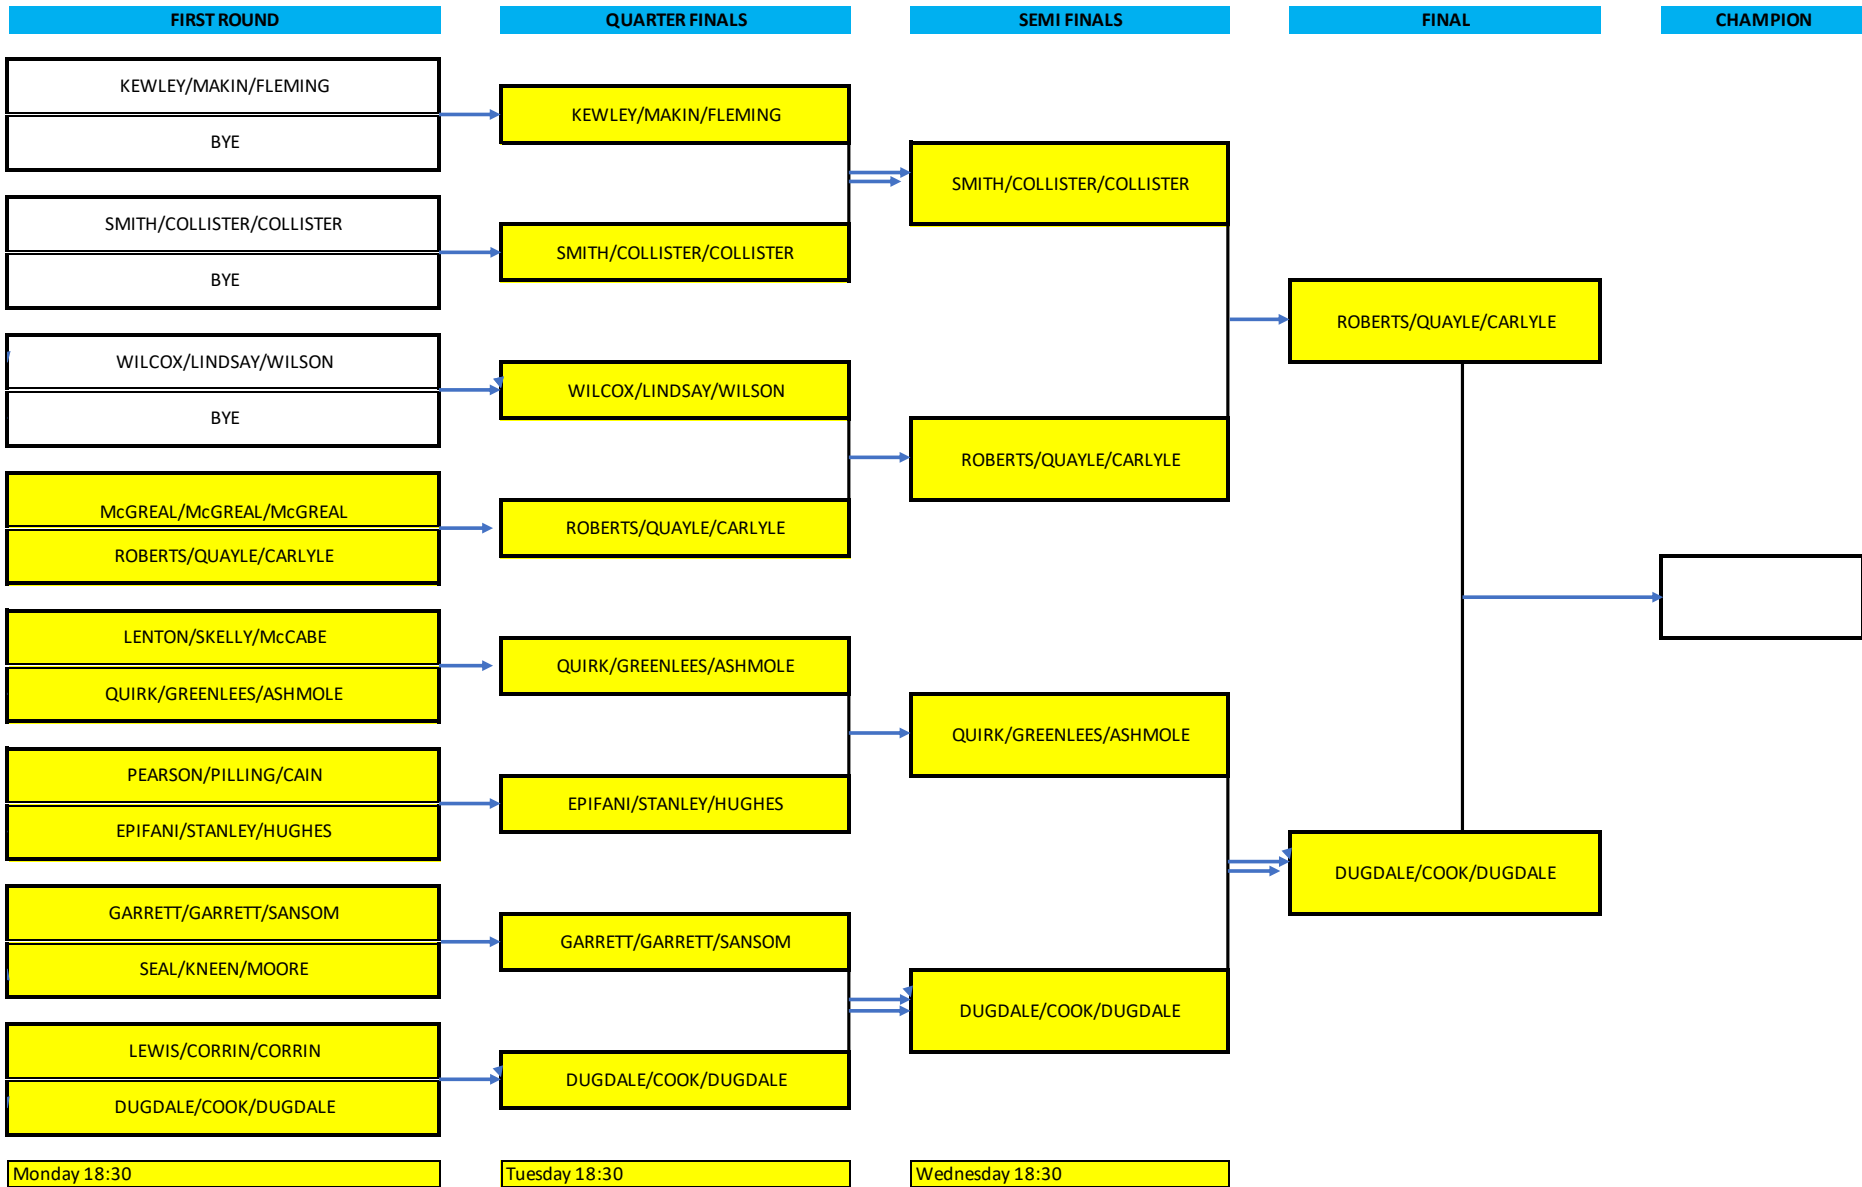 FIRST ROUND
QUARTER FINALS
SEMI FINALS
FINAL
CHAMPION
KEWLEY/MAKIN/FLEMING
BYE
SMITH/COLLISTER/COLLISTER
BYE
WILCOX/LINDSAY/WILSON
BYE
McGREAL/McGREAL/McGREAL
ROBERTS/QUAYLE/CARLYLE
LENTON/SKELLY/McCABE
QUIRK/GREENLEES/ASHMOLE
PEARSON/PILLING/CAIN
EPIFANI/STANLEY/HUGHES
GARRETT/GARRETT/SANSOM
SEAL/KNEEN/MOORE
LEWIS/CORRIN/CORRIN
DUGDALE/COOK/DUGDALE
Monday 18:30
KEWLEY/MAKIN/FLEMING
SMITH/COLLISTER/COLLISTER
WILCOX/LINDSAY/WILSON
ROBERTS/QUAYLE/CARLYLE
QUIRK/GREENLEES/ASHMOLE
EPIFANI/STANLEY/HUGHES
GARRETT/GARRETT/SANSOM
DUGDALE/COOK/DUGDALE
Tuesday 18:30
SMITH/COLLISTER/COLLISTER
ROBERTS/QUAYLE/CARLYLE
QUIRK/GREENLEES/ASHMOLE
DUGDALE/COOK/DUGDALE
Wednesday 18:30
ROBERTS/QUAYLE/CARLYLE
DUGDALE/COOK/DUGDALE